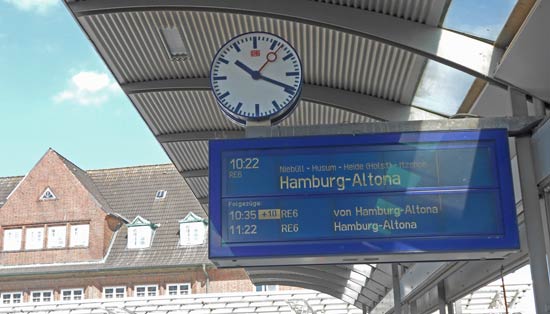 DB
10:22 Niebüll - Husum - Heide (Holst) - Itzehoe
RE6 Hamburg-Altona
Folgezüge:
10:35 +10 RE6 von Hamburg-Altona
11:22 RE6 Hamburg-Altona